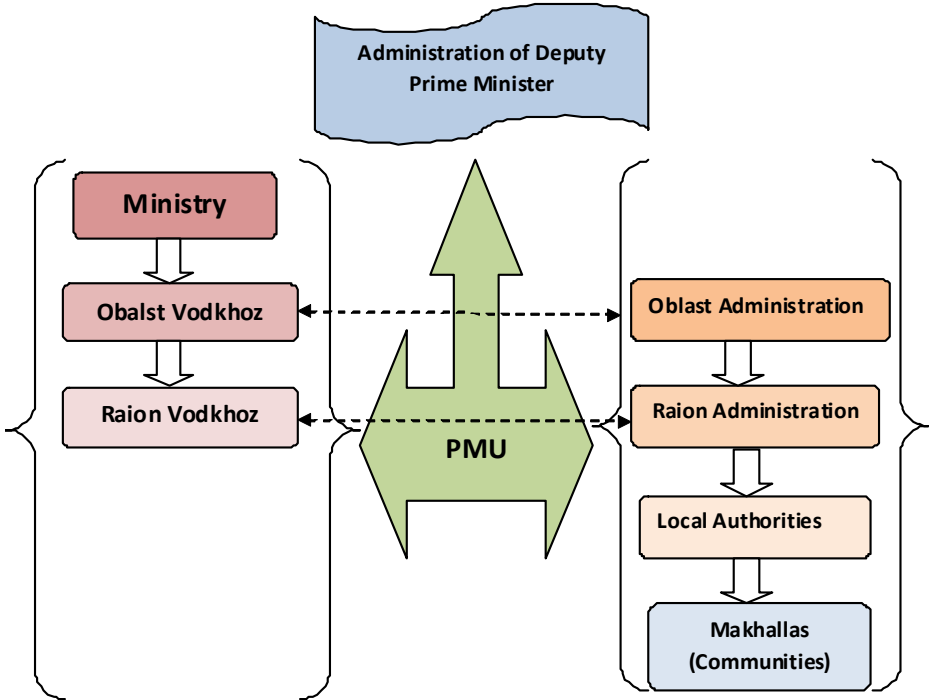 Administration of Deputy
Prime Minister
Ministry
Obalst Vodkhoz
Raion Vodkhoz
PMU
Oblast Administration
Raion Administration
Local Authorities
Makhallas
(Communities)